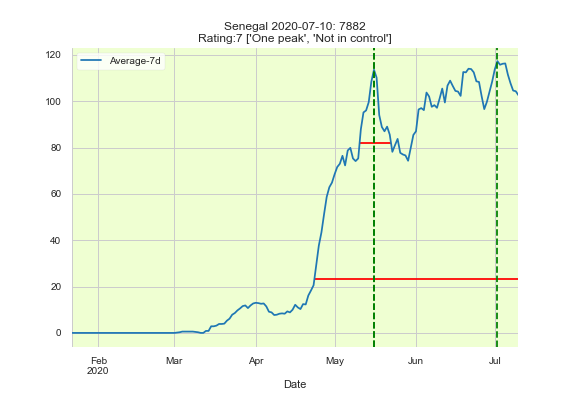 Senegal 2020-07-10: 7882
Rating:7 ['One peak', 'Not in control']
Average-7d
120
100
80
60
40
20
0
Feb Mar Apr May Jun Jul
2020
Date